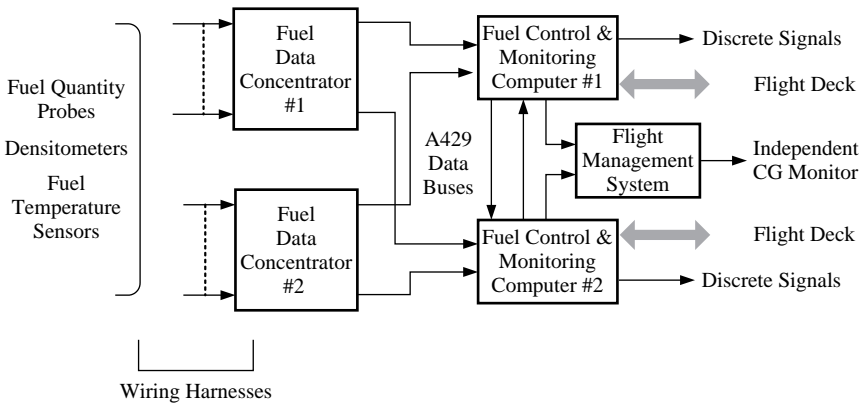 Fuel Quantity
Probes
Densitometers
Fuel
Temperature
Sensors
Wiring Harnesses
Fuel
Data
Concentrator
#1
Fuel
Data
Concentrator
#2
A429
Data
Buses
Fuel Control &
Monitoring
Computer #1
Flight
Management
System
Fuel Control &
Monitoring
Computer #2
Discrete Signals
Flight Deck
Independent
CG Monitor
Flight Deck
Discrete Signals